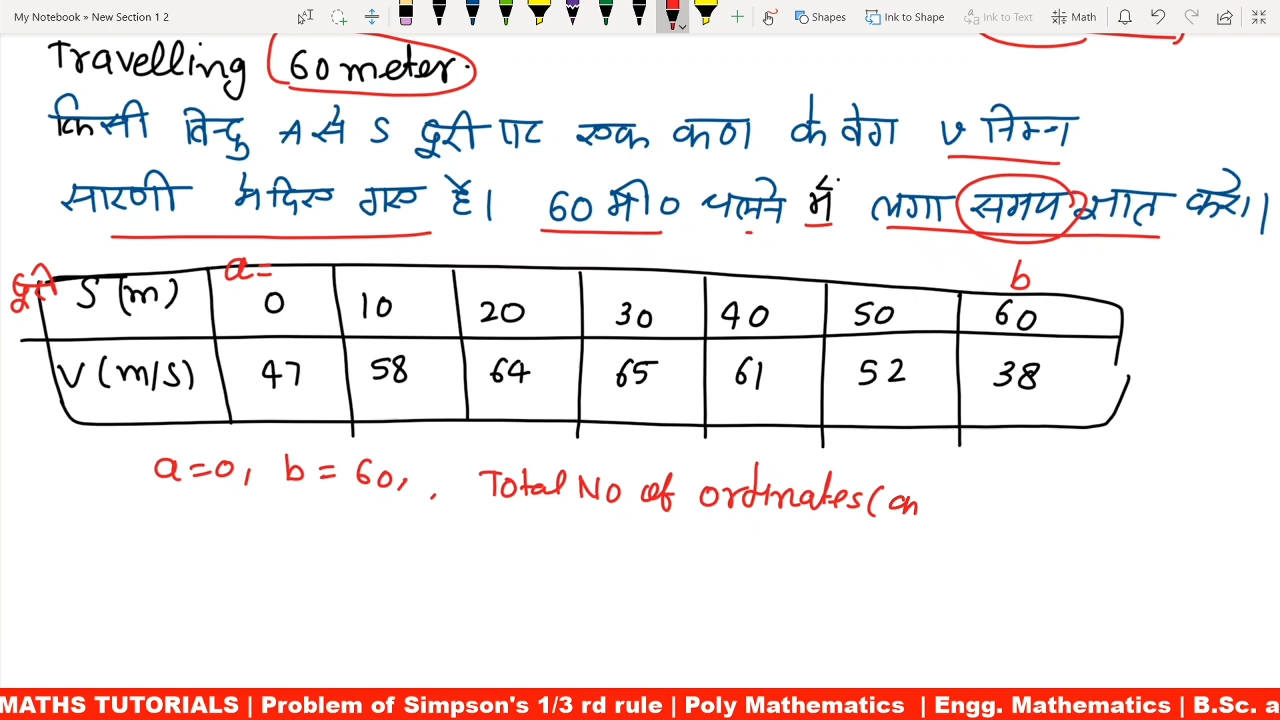 My Notebook » New Section 1 2
Shapes Ink to Shape Ink to Text Math
Travelling 60 meter.
किसी बिन्दु A से S दूरी पर एक कण के वेग v निम्न
सारणी में दिए गए हैं। 60 मी0 चलने में लगा समय ज्ञात करो।
a= b
दूरी S (m) 0 10 20 30 40 50 60
V (m/s) 47 58 64 65 61 52 38
a=0, b = 60, , Total No of ordinates (
MATHS TUTORIALS | Problem of Simpson's 1/3 rd rule | Poly Mathematics | Engg. Mathematics | B.Sc. a